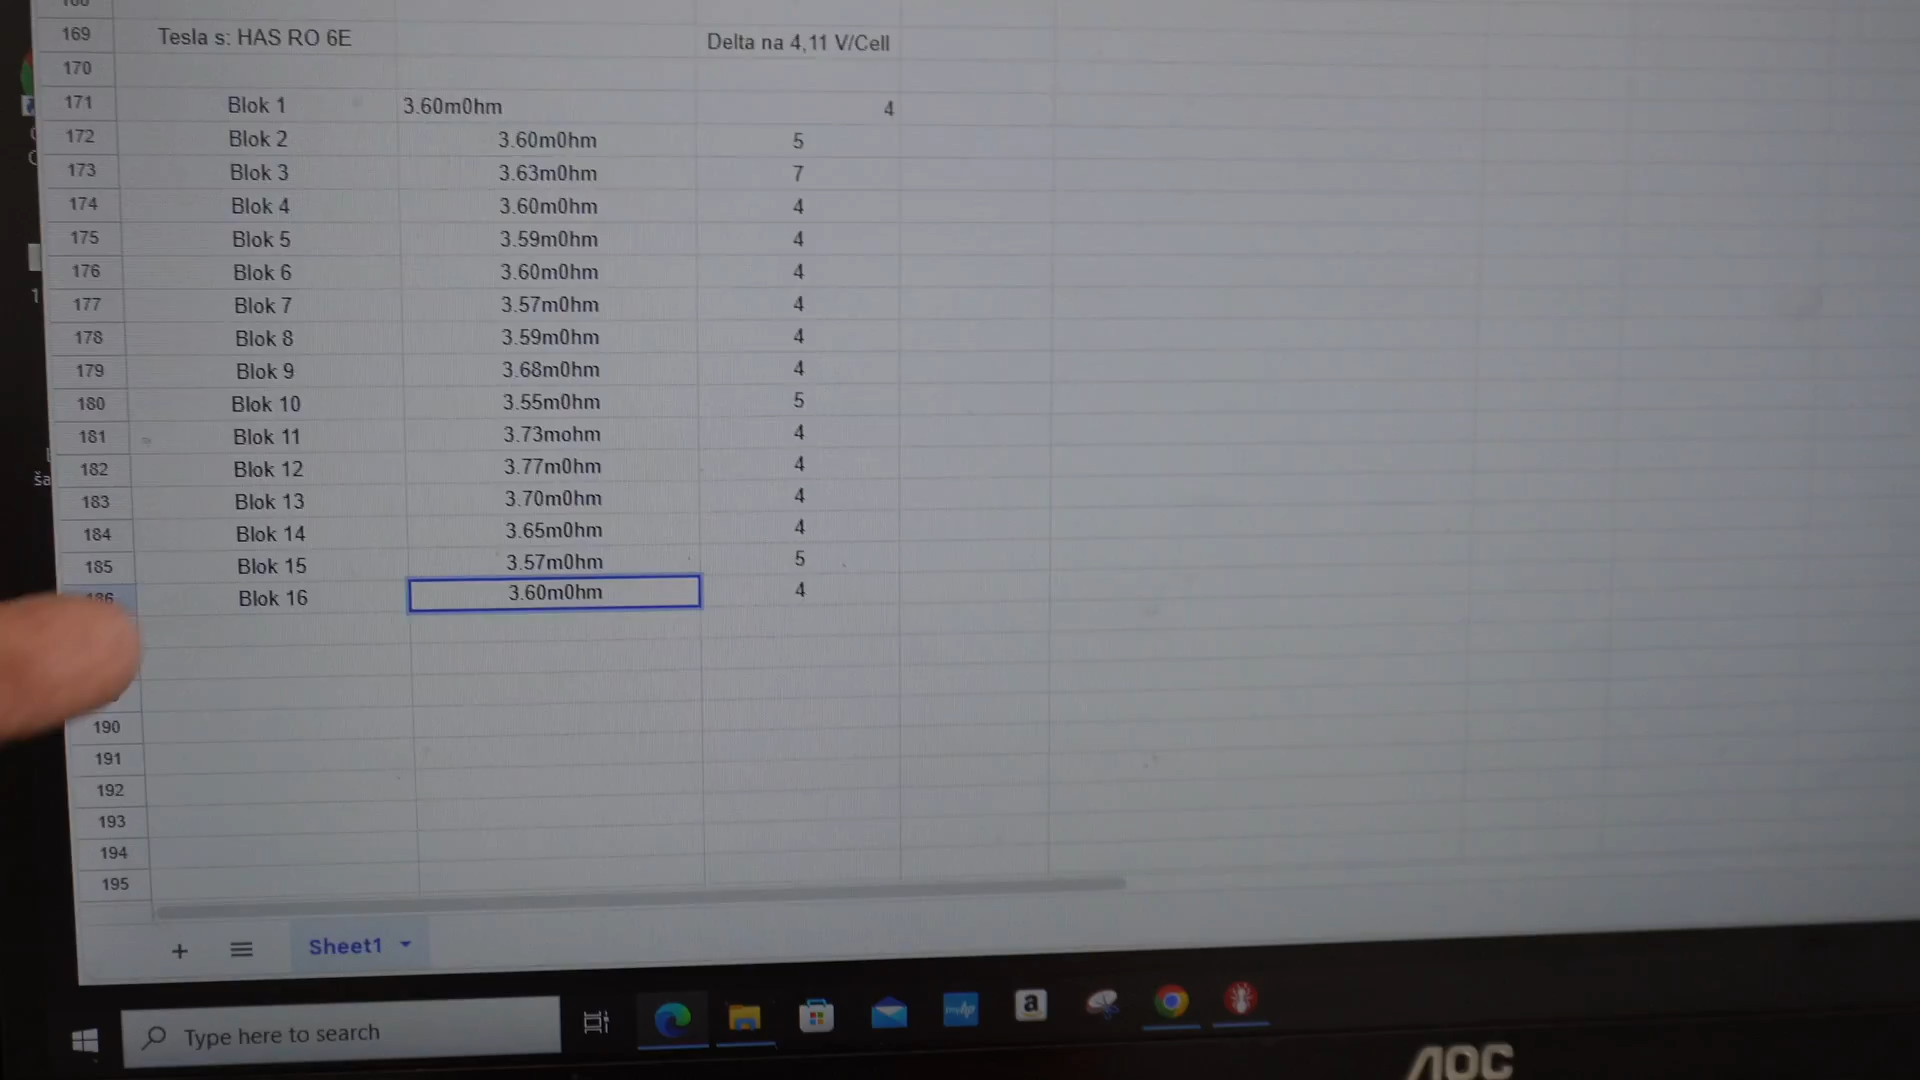 169 Tesla s: HAS RO 6E Delta na 4,11 V/Cell
170
171 Blok 1 3.60m0hm 4
172 Blok 2 3.60m0hm 5
173 Blok 3 3.63m0hm 7
174 Blok 4 3.60m0hm 4
175 Blok 5 3.59m0hm 4
176 Blok 6 3.60m0hm 4
177 Blok 7 3.57m0hm 4
178 Blok 8 3.59m0hm 4
179 Blok 9 3.68m0hm 4
180 Blok 10 3.55m0hm 5
181 Blok 11 3.73mohm 4
182 Blok 12 3.77m0hm 4
183 Blok 13 3.70m0hm 4
184 Blok 14 3.65m0hm 4
185 Blok 15 3.57m0hm 5
186 Blok 16 3.60m0hm 4
190
191
192
193
194
195
Sheet1
Type here to search
myhp
a
AOC